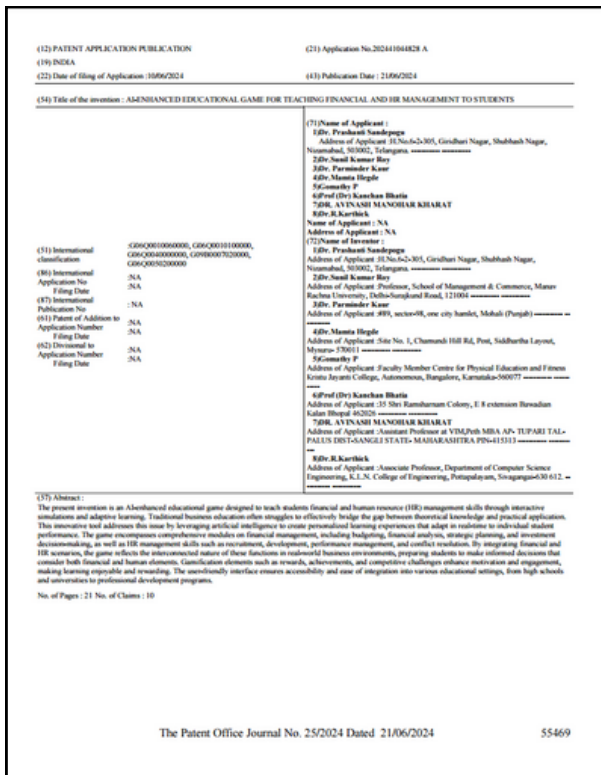 (12) PATENT APPLICATION PUBLICATION
(21) Application No.202441044828 A
(19) INDIA
(22) Date of filing of Application :10/06/2024
(43) Publication Date : 21/06/2024
(54) Title of the invention : AI-ENHANCED EDUCATIONAL GAME FOR TEACHING FINANCIAL AND HR MANAGEMENT TO STUDENTS
(51) International classification
:G06Q0010060000, G06Q0010100000,
G06Q0040000000, G09B0007020000,
G06Q0050200000
(86) International Application No
:NA
Filing Date
:NA
(87) International Publication No
: NA
(61) Patent of Addition to Application Number
:NA
Filing Date
:NA
(62) Divisional to Application Number
:NA
Filing Date
:NA
(71)Name of Applicant :
1)Dr. Prashanti Sandepogu
Address of Applicant :H.No.6-2-305, Giridhari Nagar, Shubhash Nagar,
Nizamabad, 503002, Telangana. ----------- -----------
2)Dr.Sunil Kumar Roy
3)Dr. Parminder Kaur
4)Dr.Mamta Hegde
5)Gomathy P
6)Prof (Dr) Kanchan Bhatia
7)DR. AVINASH MANOHAR KHARAT
8)Dr.R.Karthick
Name of Applicant : NA
Address of Applicant : NA
(72)Name of Inventor :
1)Dr. Prashanti Sandepogu
Address of Applicant :H.No.6-2-305, Giridhari Nagar, Shubhash Nagar,
Nizamabad, 503002, Telangana. ----------- -----------
2)Dr.Sunil Kumar Roy
Address of Applicant :Professor, School of Management & Commerce, Manav
Rachna University, Delhi-Surajkund Road, 121004 ----------- -----------
3)Dr. Parminder Kaur
Address of Applicant :#89, sector-98, one city hamlet, Mohali (Punjab) ----------- --
---------
4)Dr.Mamta Hegde
Address of Applicant :Site No. 1, Chamundi Hill Rd, Post, Siddhartha Layout,
Mysuru- 570011 ----------- -----------
5)Gomathy P
Address of Applicant :Faculty Member Centre for Physical Education and Fitness
Kristu Jayanti College, Autonomous, Bangalore, Karnataka-560077 ----------- ------
-----
6)Prof (Dr) Kanchan Bhatia
Address of Applicant :35 Shri Ramsharnam Colony, E 8 extension Bawadian
Kalan Bhopal 462026 ----------- -----------
7)DR. AVINASH MANOHAR KHARAT
Address of Applicant :Assistant Professor at VIM,Peth MBA AP- TUPARI TAL-
PALUS DIST-SANGLI STATE- MAHARASHTRA PIN-415313 ----------- --------
---
8)Dr.R.Karthick
Address of Applicant :Associate Professor, Department of Computer Science
Engineering, K.L.N. College of Engineering, Pottapalayam, Sivagangai-630 612. --
--------- -----------
(57) Abstract :
The present invention is an AI-enhanced educational game designed to teach students financial and human resource (HR) management skills through interactive
simulations and adaptive learning. Traditional business education often struggles to effectively bridge the gap between theoretical knowledge and practical application.
This innovative tool addresses this issue by leveraging artificial intelligence to create personalized learning experiences that adapt in real-time to individual student
performance. The game encompasses comprehensive modules on financial management, including budgeting, financial analysis, strategic planning, and investment
decisionmaking, as well as HR management skills such as recruitment, development, performance management, and conflict resolution. By integrating financial and
HR scenarios, the game reflects the interconnected nature of these functions in real-world business environments, preparing students to make informed decisions that
consider both financial and human elements. Gamification elements such as rewards, achievements, and competitive challenges enhance motivation and engagement,
making learning enjoyable and rewarding. The user-friendly interface ensures accessibility and ease of integration into various educational settings, from high schools
and universities to professional development programs.
No. of Pages : 21 No. of Claims : 10
The Patent Office Journal No. 25/2024 Dated 21/06/2024
55469